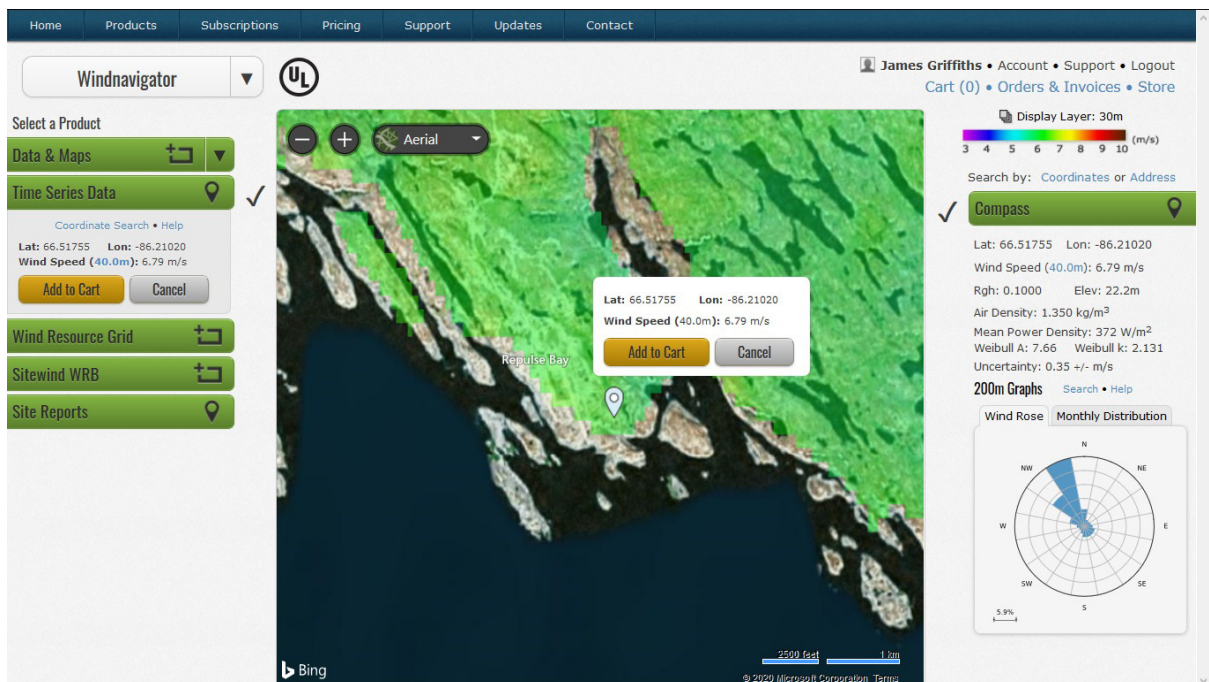 Home Products Subscriptions Pricing Support Updates Contact
Windnavigator
UL
James Griffiths • Account • Support • Logout
Cart (0) • Orders & Invoices • Store
Select a Product
Data & Maps
Time Series Data
Coordinate Search • Help
Lat: 66.51755 Lon: -86.21020
Wind Speed (40.0m): 6.79 m/s
Add to Cart Cancel
Wind Resource Grid
Sitewind WRB
Site Reports
Aerial
Lat: 66.51755 Lon: -86.21020
Wind Speed (40.0m): 6.79 m/s
Add to Cart Cancel
Repulse Bay
2500 feet 1 km
Bing
© 2020 Microsoft Corporation Terms
Display Layer: 30m
3 4 5 6 7 8 9 10 (m/s)
Search by: Coordinates or Address
Compass
Lat: 66.51755 Lon: -86.21020
Wind Speed (40.0m): 6.79 m/s
Rgh: 0.1000 Elev: 22.2m
Air Density: 1.350 kg/m³
Mean Power Density: 372 W/m²
Weibull A: 7.66 Weibull k: 2.131
Uncertainty: 0.35 +/- m/s
200m Graphs Search • Help
Wind Rose Monthly Distribution
N
NW NE
W E
SW SE
S
5.9%